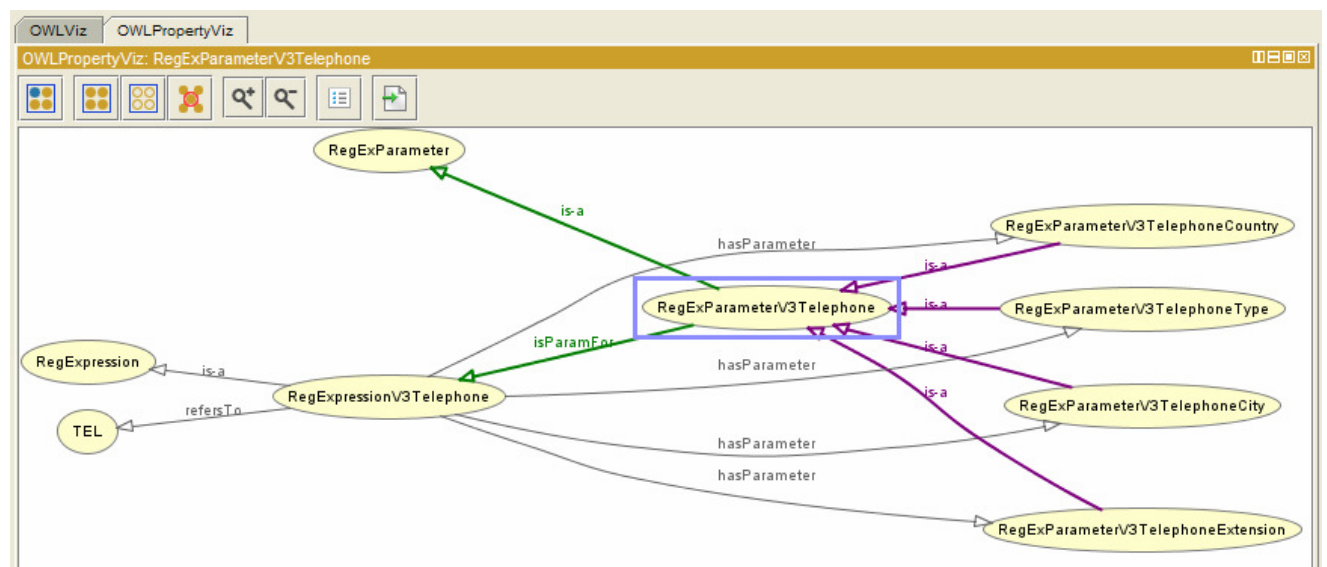 OWLViz
OWLPropertyViz
OWLPropertyViz: RegExParameterV3Telephone
RegExParameter
is-a
RegExParameterV3TelephoneCountry
hasParameter
is-a
RegExParameterV3Telephone
is-a
RegExParameterV3TelephoneType
isParamFor
is-a
RegExpression
hasParameter
is-a
RegExpressionV3Telephone
is-a
RegExParameterV3TelephoneCity
refersTo
TEL
hasParameter
hasParameter
RegExParameterV3TelephoneExtension